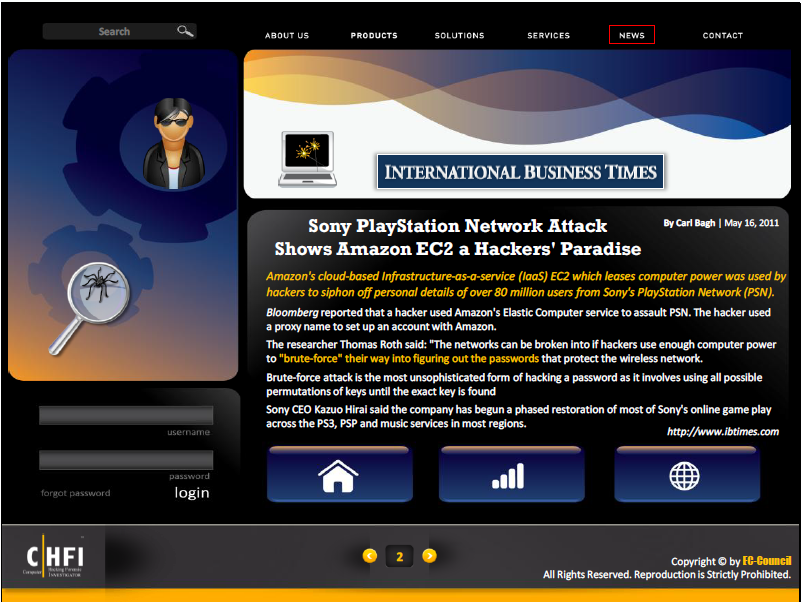 Search
ABOUT US
PRODUCTS
SOLUTIONS
SERVICES
NEWS
CONTACT
INTERNATIONAL BUSINESS TIMES
Sony PlayStation Network Attack
Shows Amazon EC2 a Hackers' Paradise
By Carl Bagh | May 16, 2011
Amazon's cloud-based Infrastructure-as-a-service (IaaS) EC2 which leases computer power was used by
hackers to siphon off personal details of over 80 million users from Sony's PlayStation Network (PSN).
Bloomberg reported that a hacker used Amazon's Elastic Computer service to assault PSN. The hacker used
a proxy name to set up an account with Amazon.
The researcher Thomas Roth said: "The networks can be broken into if hackers use enough computer power
to "brute-force" their way into figuring out the passwords that protect the wireless network.
Brute-force attack is the most unsophisticated form of hacking a password as it involves using all possible
permutations of keys until the exact key is found
Sony CEO Kazuo Hirai said the company has begun a phased restoration of most of Sony's online game play
across the PS3, PSP and music services in most regions.
http://www.ibtimes.com
username
password
forgot password
login
CHFI
Computer Hacking Forensic
INVESTIGATOR
2
Copyright © by EC-Council
All Rights Reserved. Reproduction is Strictly Prohibited.